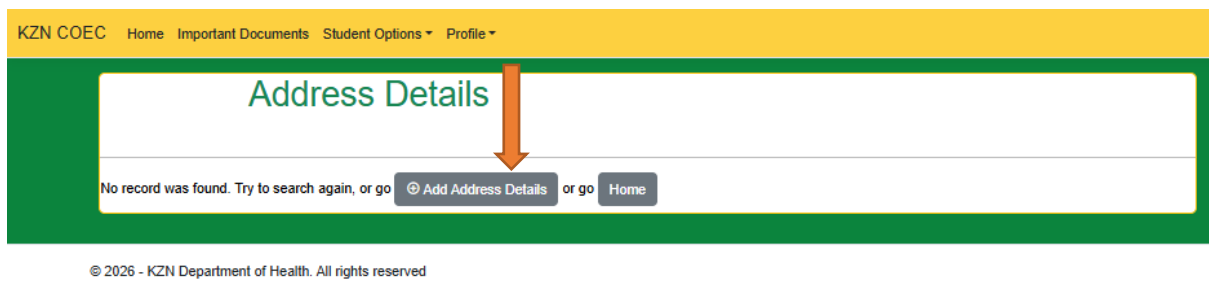 KZN COEC Home Important Documents Student Options Profile
Address Details
No record was found. Try to search again, or go ⊕ Add Address Details or go Home
© 2026 - KZN Department of Health. All rights reserved